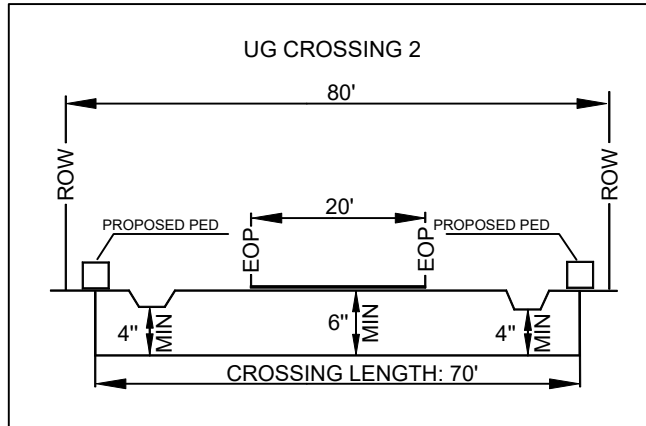 UG CROSSING 2
80'
ROW
ROW
PROPOSED PED
20'
PROPOSED PED
EOP
EOP
4"
MIN
6"
MIN
4"
MIN
CROSSING LENGTH: 70'